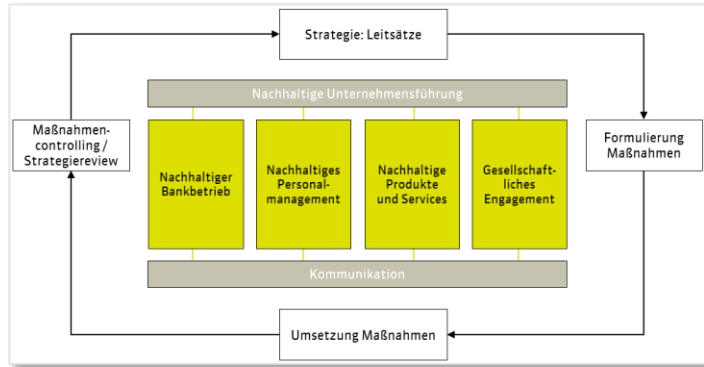 Strategie: Leitsätze
Nachhaltige Unternehmensführung
Maßnahmen-
controlling /
Strategiereview
Formulierung
Maßnahmen
Nachhaltiger
Bankbetrieb
Nachhaltiges
Personal-
management
Nachhaltige
Produkte
und Services
Gesellschaft-
liches
Engagement
Kommunikation
Umsetzung Maßnahmen